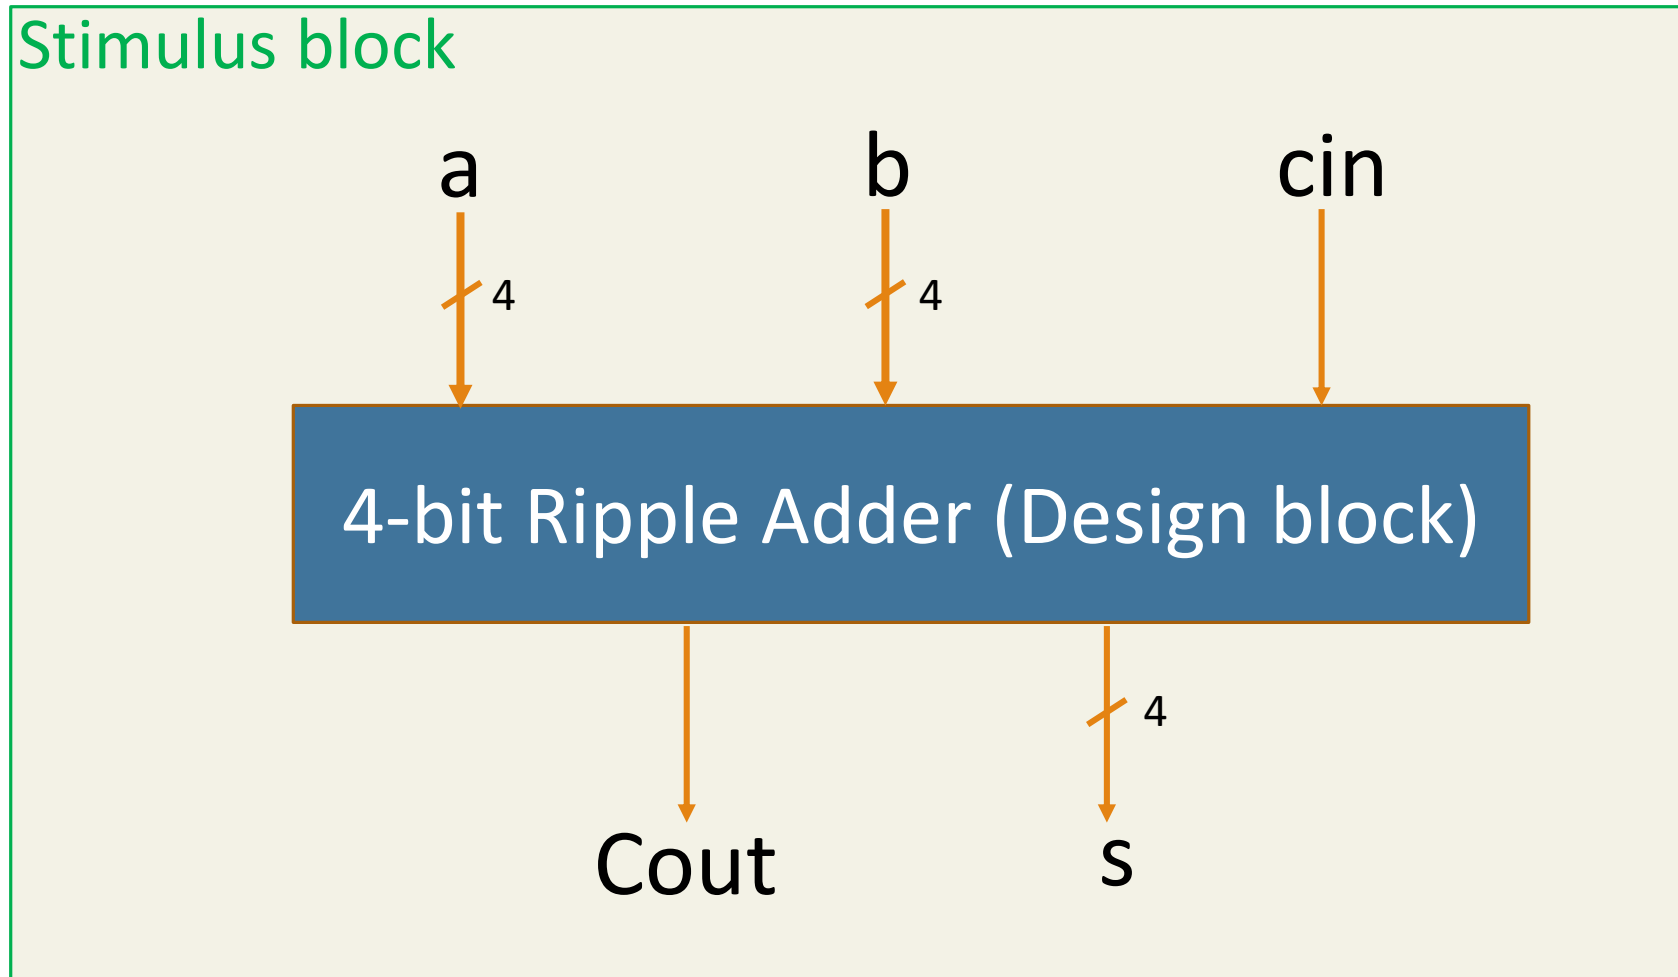 Stimulus block
a b cin
4 4
4-bit Ripple Adder (Design block)
4
Cout s